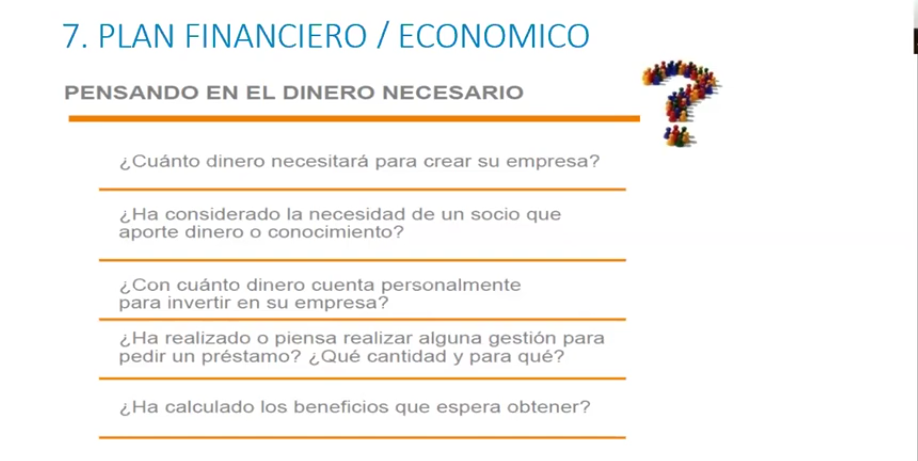 7. PLAN FINANCIERO / ECONOMICO
PENSANDO EN EL DINERO NECESARIO
¿Cuánto dinero necesitará para crear su empresa?
¿Ha considerado la necesidad de un socio que
aporte dinero o conocimiento?
¿Con cuánto dinero cuenta personalmente
para invertir en su empresa?
¿Ha realizado o piensa realizar alguna gestión para
pedir un préstamo? ¿Qué cantidad y para qué?
¿Ha calculado los beneficios que espera obtener?